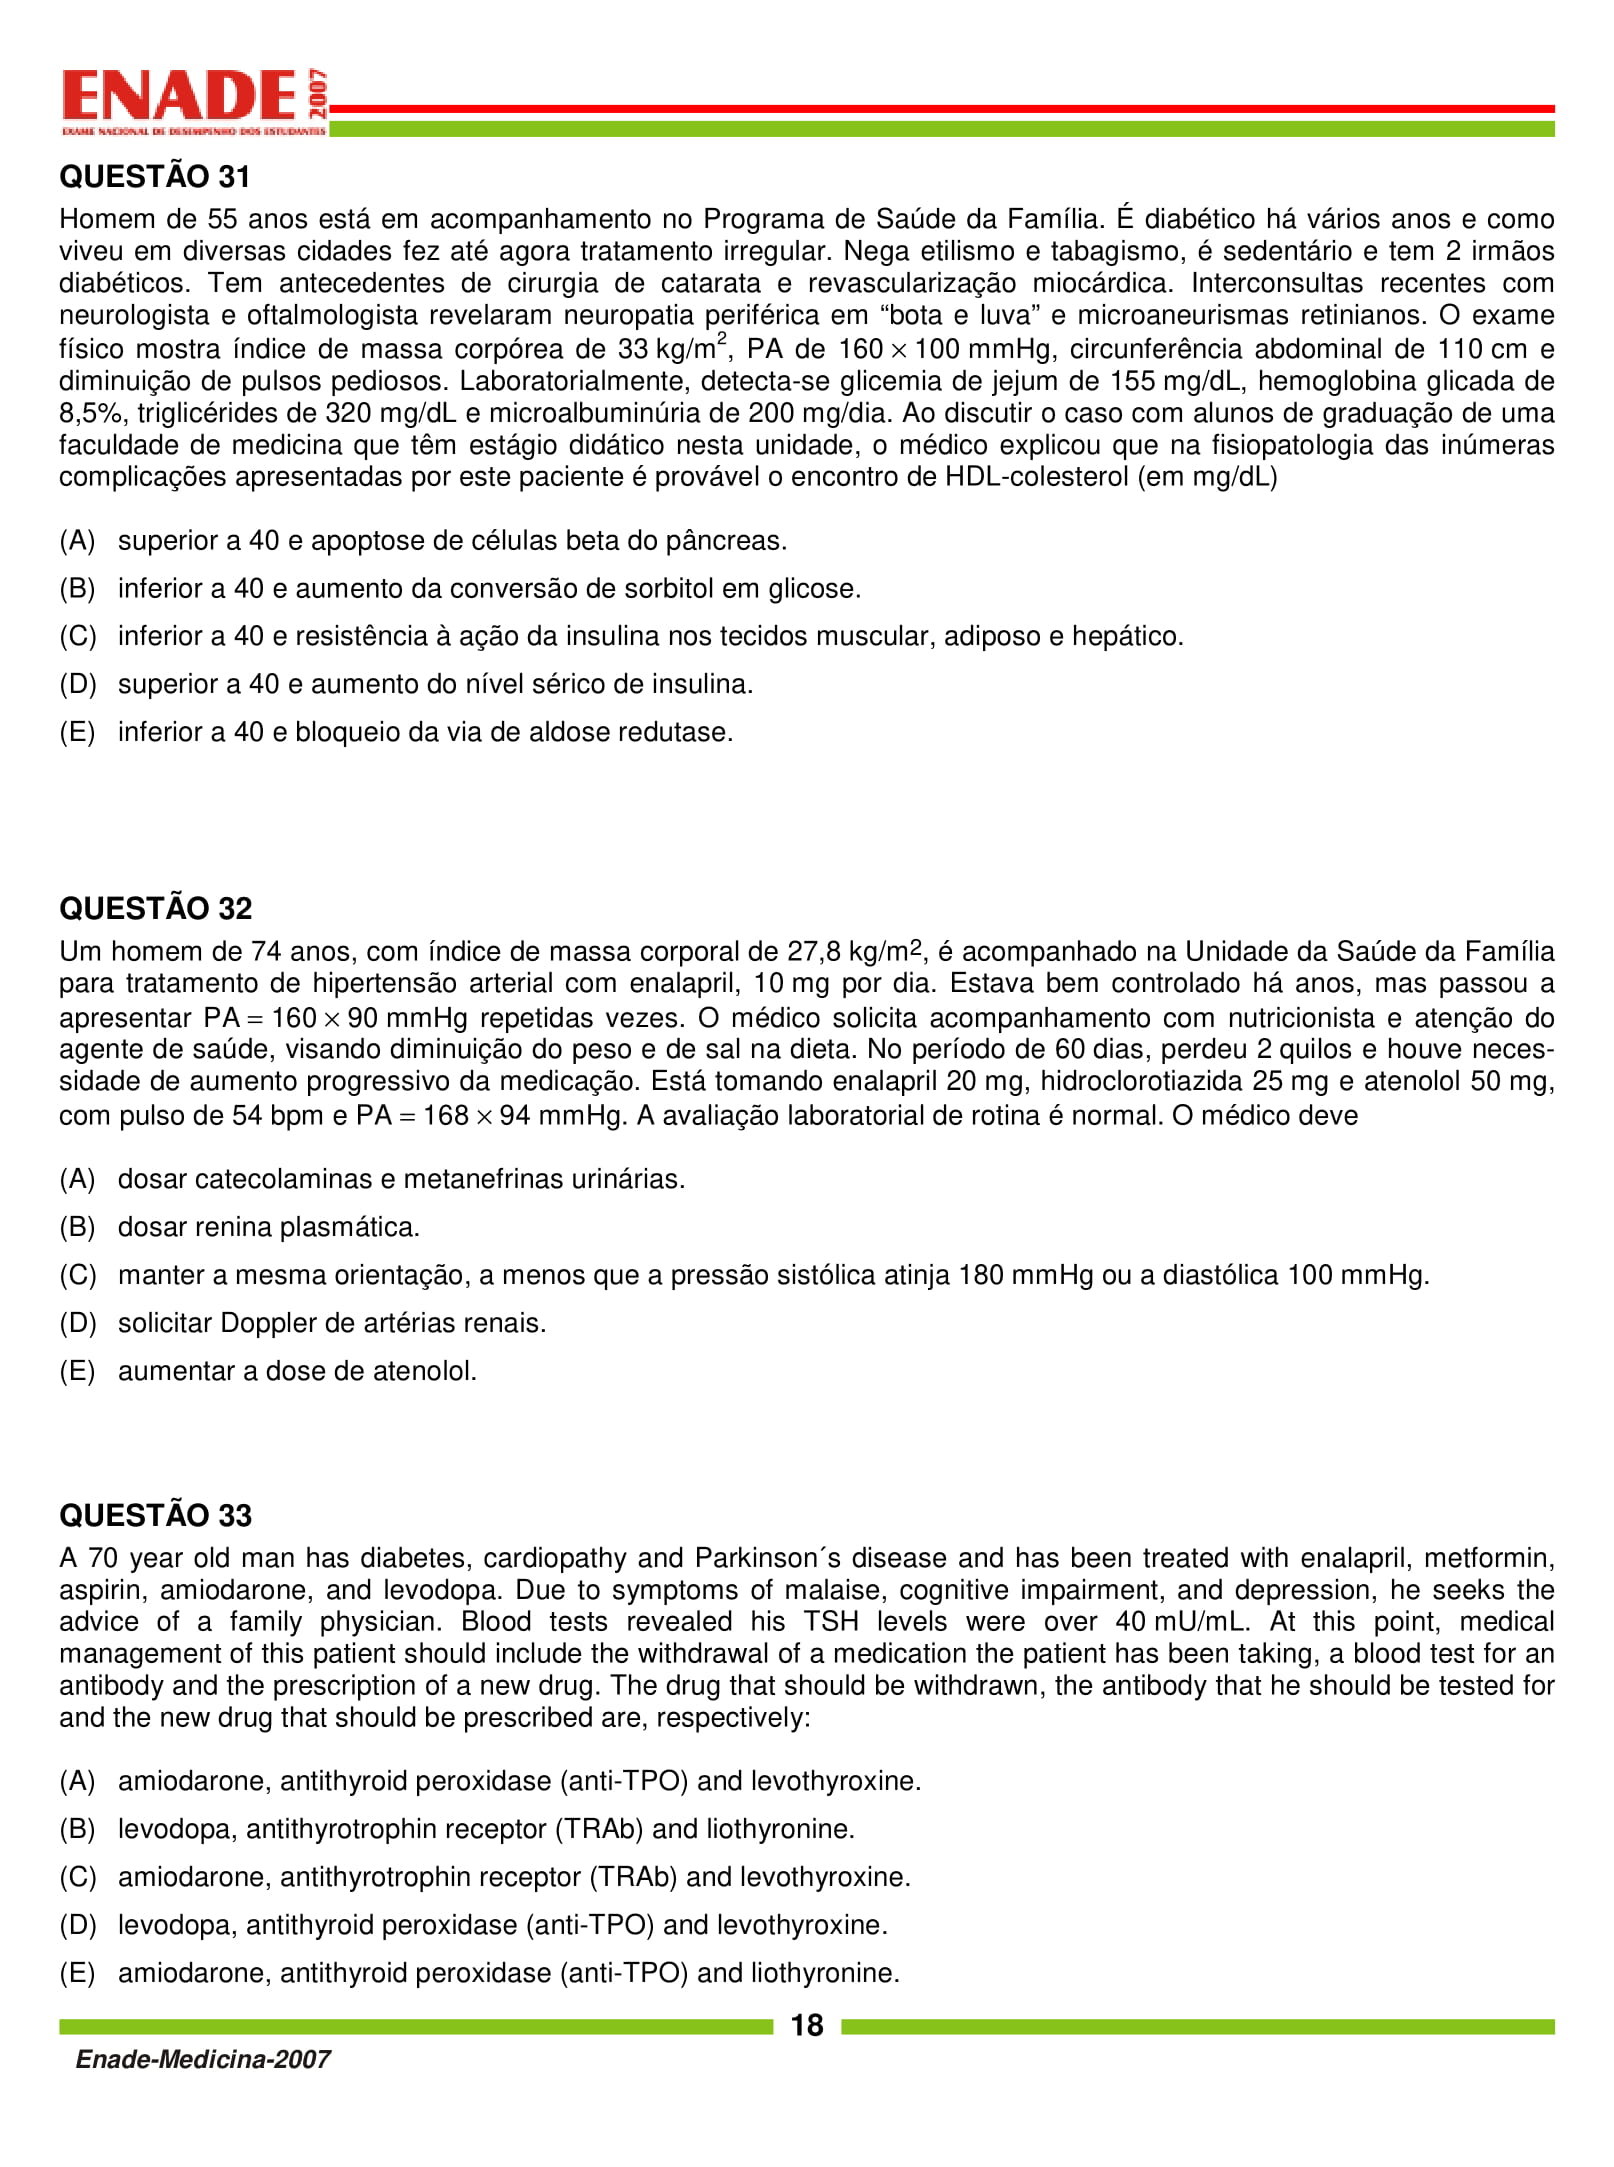 ENADE 2007
EXAME NACIONAL DE DESEMPENHO DOS ESTUDANTES
QUESTÃO 31
Homem de 55 anos está em acompanhamento no Programa de Saúde da Família. É diabético há vários anos e como
viveu em diversas cidades fez até agora tratamento irregular. Nega etilismo e tabagismo, é sedentário e tem 2 irmãos
diabéticos. Tem antecedentes de cirurgia de catarata e revascularização miocárdica. Interconsultas recentes com
neurologista e oftalmologista revelaram neuropatia periférica em “bota e luva” e microaneurismas retinianos. O exame
físico mostra índice de massa corpórea de 33 kg/m², PA de 160 × 100 mmHg, circunferência abdominal de 110 cm e
diminuição de pulsos pediosos. Laboratorialmente, detecta-se glicemia de jejum de 155 mg/dL, hemoglobina glicada de
8,5%, triglicérides de 320 mg/dL e microalbuminúria de 200 mg/dia. Ao discutir o caso com alunos de graduação de uma
faculdade de medicina que têm estágio didático nesta unidade, o médico explicou que na fisiopatologia das inúmeras
complicações apresentadas por este paciente é provável o encontro de HDL-colesterol (em mg/dL)
(A) superior a 40 e apoptose de células beta do pâncreas.
(B) inferior a 40 e aumento da conversão de sorbitol em glicose.
(C) inferior a 40 e resistência à ação da insulina nos tecidos muscular, adiposo e hepático.
(D) superior a 40 e aumento do nível sérico de insulina.
(E) inferior a 40 e bloqueio da via de aldose redutase.
QUESTÃO 32
Um homem de 74 anos, com índice de massa corporal de 27,8 kg/m², é acompanhado na Unidade da Saúde da Família
para tratamento de hipertensão arterial com enalapril, 10 mg por dia. Estava bem controlado há anos, mas passou a
apresentar PA = 160 × 90 mmHg repetidas vezes. O médico solicita acompanhamento com nutricionista e atenção do
agente de saúde, visando diminuição do peso e de sal na dieta. No período de 60 dias, perdeu 2 quilos e houve neces-
sidade de aumento progressivo da medicação. Está tomando enalapril 20 mg, hidroclorotiazida 25 mg e atenolol 50 mg,
com pulso de 54 bpm e PA = 168 × 94 mmHg. A avaliação laboratorial de rotina é normal. O médico deve
(A) dosar catecolaminas e metanefrinas urinárias.
(B) dosar renina plasmática.
(C) manter a mesma orientação, a menos que a pressão sistólica atinja 180 mmHg ou a diastólica 100 mmHg.
(D) solicitar Doppler de artérias renais.
(E) aumentar a dose de atenolol.
QUESTÃO 33
A 70 year old man has diabetes, cardiopathy and Parkinson´s disease and has been treated with enalapril, metformin,
aspirin, amiodarone, and levodopa. Due to symptoms of malaise, cognitive impairment, and depression, he seeks the
advice of a family physician. Blood tests revealed his TSH levels were over 40 mU/mL. At this point, medical
management of this patient should include the withdrawal of a medication the patient has been taking, a blood test for an
antibody and the prescription of a new drug. The drug that should be withdrawn, the antibody that he should be tested for
and the new drug that should be prescribed are, respectively:
(A) amiodarone, antithyroid peroxidase (anti-TPO) and levothyroxine.
(B) levodopa, antithyrotrophin receptor (TRAb) and liothyronine.
(C) amiodarone, antithyrotrophin receptor (TRAb) and levothyroxine.
(D) levodopa, antithyroid peroxidase (anti-TPO) and levothyroxine.
(E) amiodarone, antithyroid peroxidase (anti-TPO) and liothyronine.
18
Enade-Medicina-2007